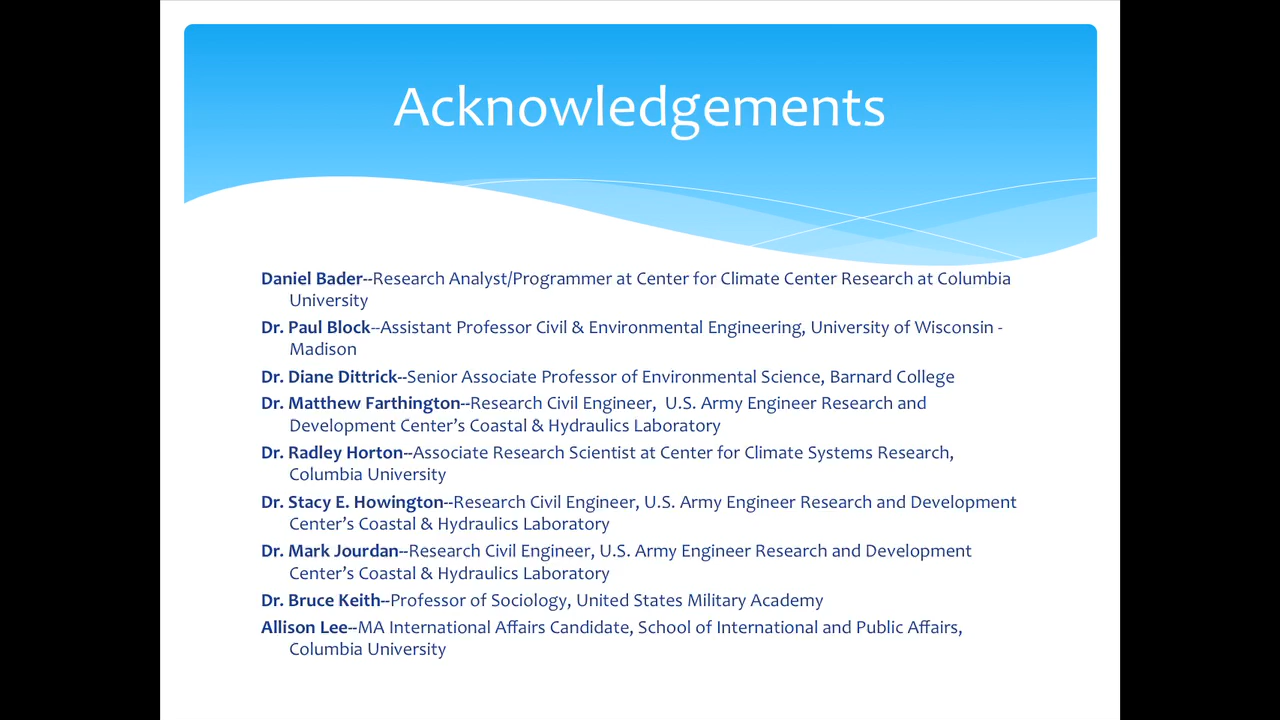 Acknowledgements
Daniel Bader--Research Analyst/Programmer at Center for Climate Center Research at Columbia
University
Dr. Paul Block--Assistant Professor Civil & Environmental Engineering, University of Wisconsin -
Madison
Dr. Diane Dittrick--Senior Associate Professor of Environmental Science, Barnard College
Dr. Matthew Farthington--Research Civil Engineer,  U.S. Army Engineer Research and
Development Center’s Coastal & Hydraulics Laboratory
Dr. Radley Horton--Associate Research Scientist at Center for Climate Systems Research,
Columbia University
Dr. Stacy E. Howington--Research Civil Engineer, U.S. Army Engineer Research and Development
Center’s Coastal & Hydraulics Laboratory
Dr. Mark Jourdan--Research Civil Engineer, U.S. Army Engineer Research and Development
Center’s Coastal & Hydraulics Laboratory
Dr. Bruce Keith--Professor of Sociology, United States Military Academy
Allison Lee--MA International Affairs Candidate, School of International and Public Affairs,
Columbia University